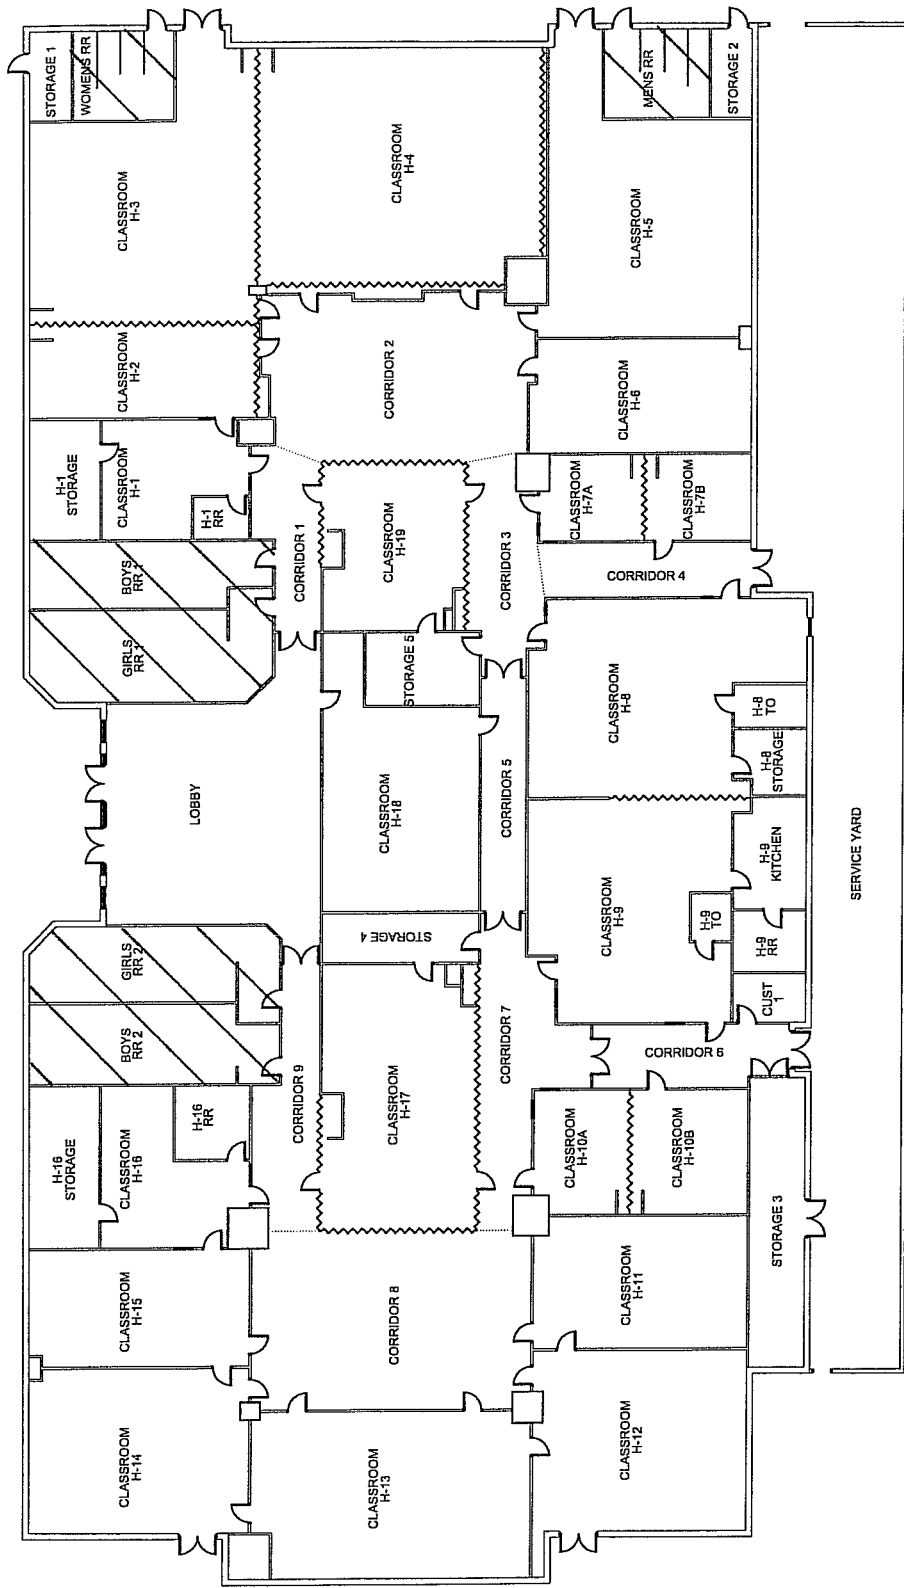 STORAGE 1
WOMENS RR
CLASSROOM
H-3
CLASSROOM
H-4
CLASSROOM
H-5
MENS RR
STORAGE 2
CLASSROOM
H-2
CORRIDOR 2
CLASSROOM
H-6
H-1
STORAGE
CLASSROOM
H-1
H-1
RR
CORRIDOR 1
CLASSROOM
H-19
CORRIDOR 3
CLASSROOM
H-7A
CLASSROOM
H-7B
BOYS
RR 1
GIRLS
RR 1
CORRIDOR 4
STORAGE 5
CLASSROOM
H-8
H-8
TO
H-8
STORAGE
LOBBY
CLASSROOM
H-18
CORRIDOR 5
CLASSROOM
H-9
H-9
KITCHEN
H-9
TO
H-9
RR
CUST
1
SERVICE YARD
STORAGE 4
GIRLS
RR 2
BOYS
RR 2
CORRIDOR 9
CLASSROOM
H-17
CORRIDOR 7
CORRIDOR 6
H-16
STORAGE
CLASSROOM
H-16
H-16
RR
CLASSROOM
H-10A
CLASSROOM
H-10B
STORAGE 3
CLASSROOM
H-15
CORRIDOR 8
CLASSROOM
H-11
CLASSROOM
H-14
CLASSROOM
H-13
CLASSROOM
H-12